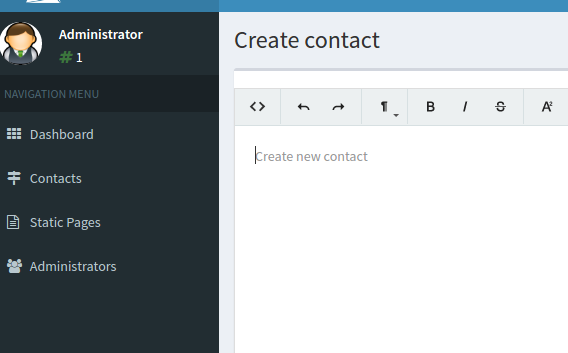 Administrator
# 1
NAVIGATION MENU
Dashboard
Contacts
Static Pages
Administrators
Create contact
<> ¶ B I S A²
Create new contact